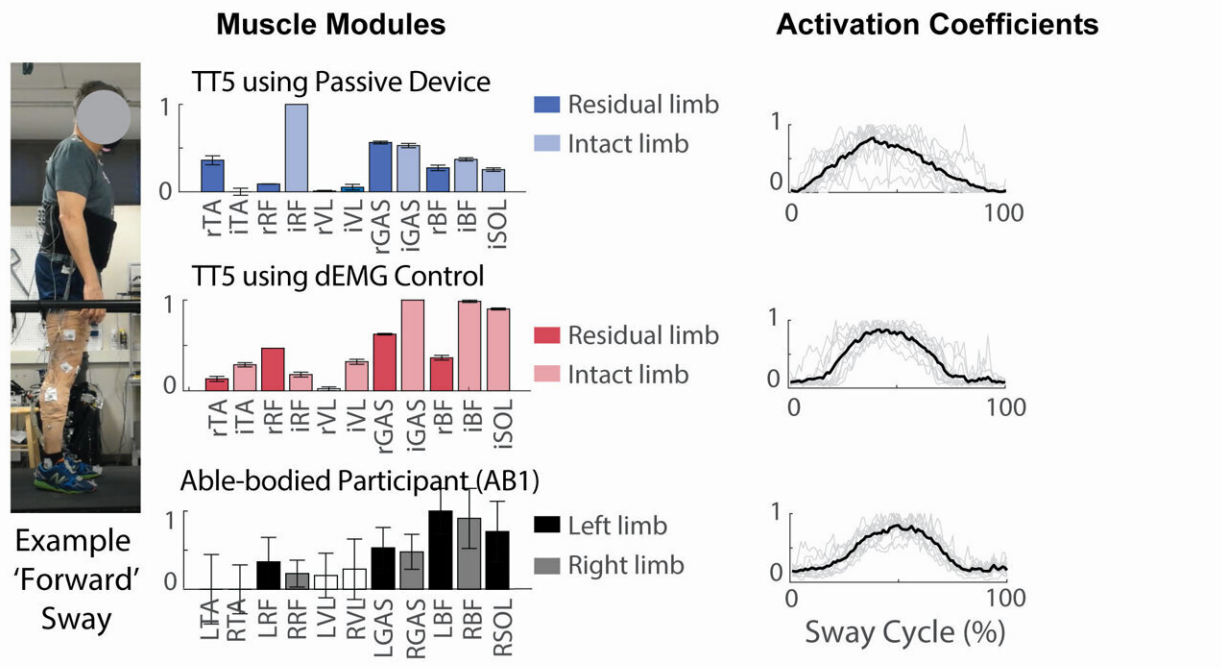 Muscle Modules
Activation Coefficients
TT5 using Passive Device
1
0
rTA iTA rRF iRF rVL iVL rGAS iGAS rBF iBF iSOL
Residual limb
Intact limb
1
0
0 100
TT5 using dEMG Control
1
0
rTA iTA rRF iRF rVL iVL rGAS iGAS rBF iBF iSOL
Residual limb
Intact limb
1
0
0 100
Able-bodied Participant (AB1)
1
0
LTA RTA LRF RRF LVL RVL LGAS RGAS LBF RBF RSOL
Left limb
Right limb
1
0
0 100
Sway Cycle (%)
Example
‘Forward’
Sway